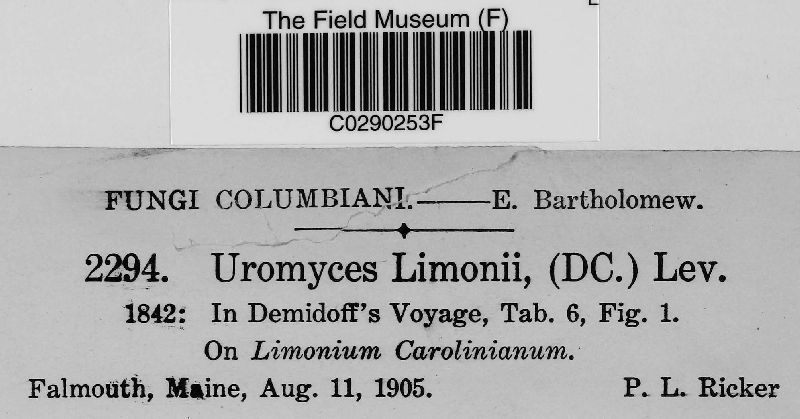 The Field Museum (F)
C0290253F
FUNGI COLUMBIANI.——E. Bartholomew.
2294. Uromyces Limonii, (DC.) Lev.
1842: In Demidoff's Voyage, Tab. 6, Fig. 1.
On Limonium Carolinianum.
Falmouth, Maine, Aug. 11, 1905. P. L. Ricker